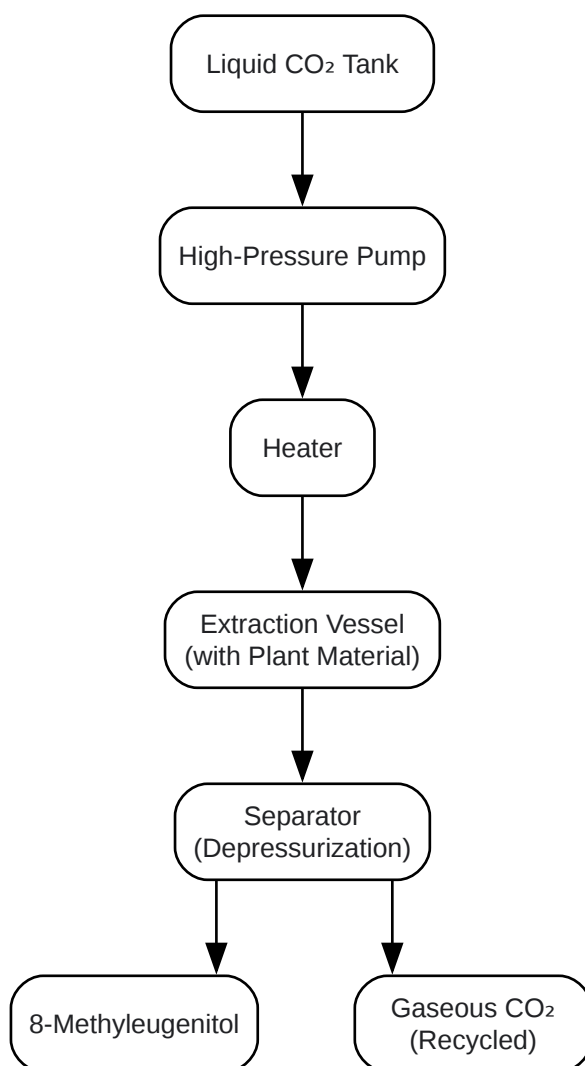 Liquid CO₂ Tank
High-Pressure Pump
Heater
Extraction Vessel
(with Plant Material)
Separator
(Depressurization)
8-Methyleugenitol
Gaseous CO₂
(Recycled)